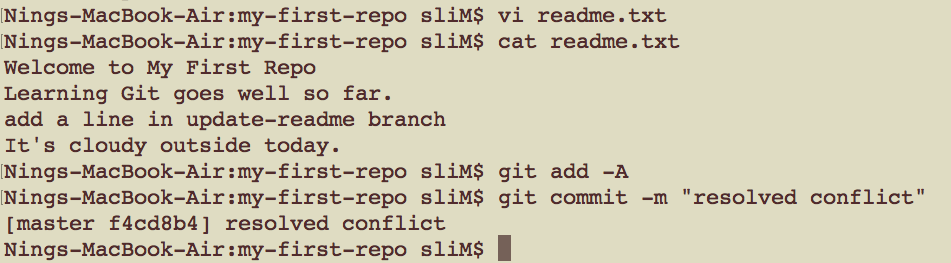 [Nings-MacBook-Air:my-first-repo sliM$ vi readme.txt
[Nings-MacBook-Air:my-first-repo sliM$ cat readme.txt
Welcome to My First Repo
Learning Git goes well so far.
add a line in update-readme branch
It's cloudy outside today.
[Nings-MacBook-Air:my-first-repo sliM$ git add -A
[Nings-MacBook-Air:my-first-repo sliM$ git commit -m "resolved conflict"
[master f4cd8b4] resolved conflict
Nings-MacBook-Air:my-first-repo sliM$